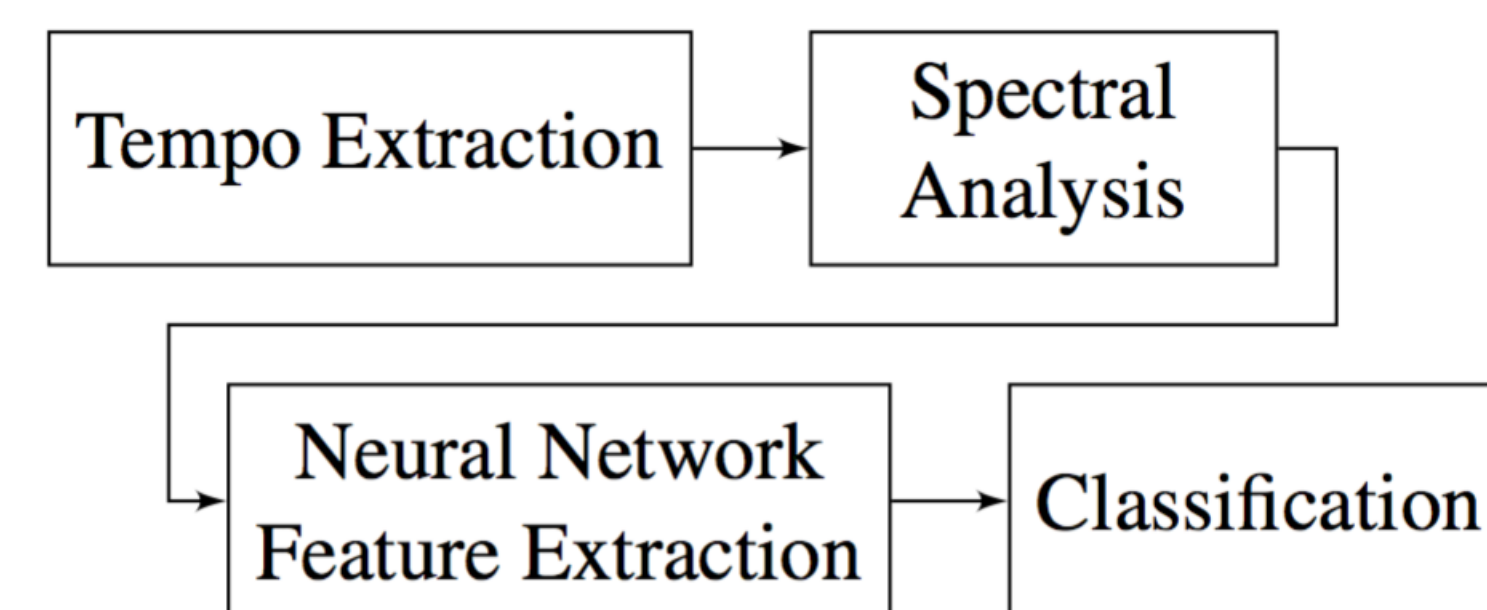 Tempo Extraction
Spectral
Analysis
Neural Network
Feature Extraction
Classification